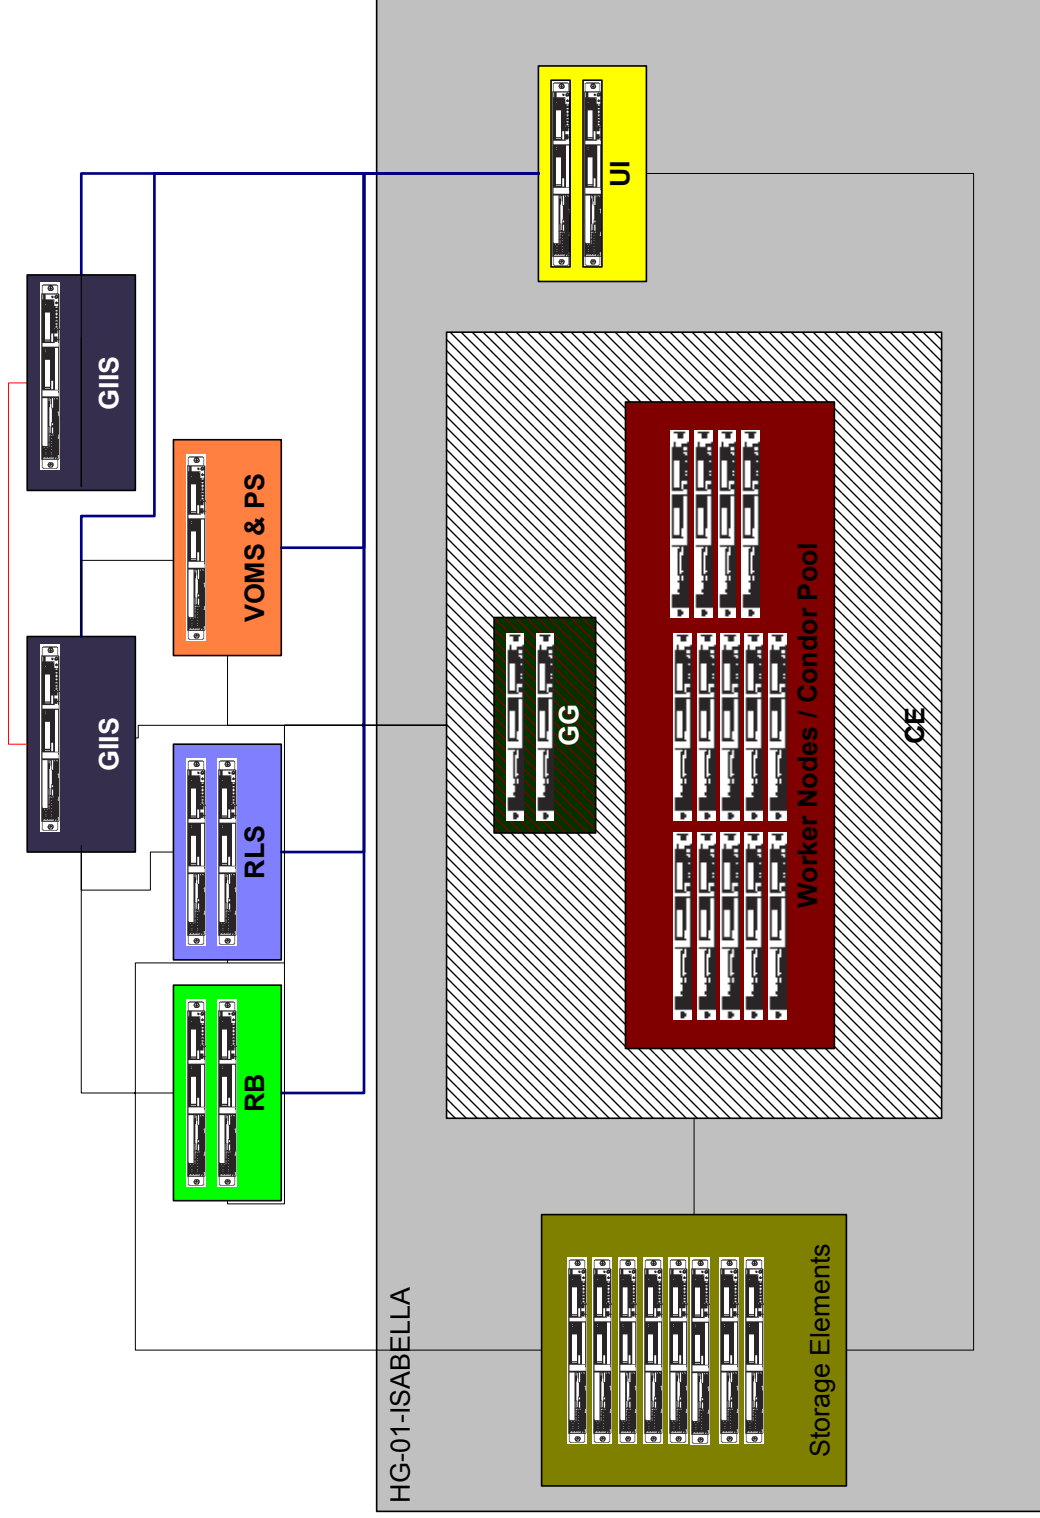 GIIS
GIIS
VOMS & PS
RLS
RB
UI
GG
Worker Nodes / Condor Pool
CE
HG-01-ISABELLA
Storage Elements